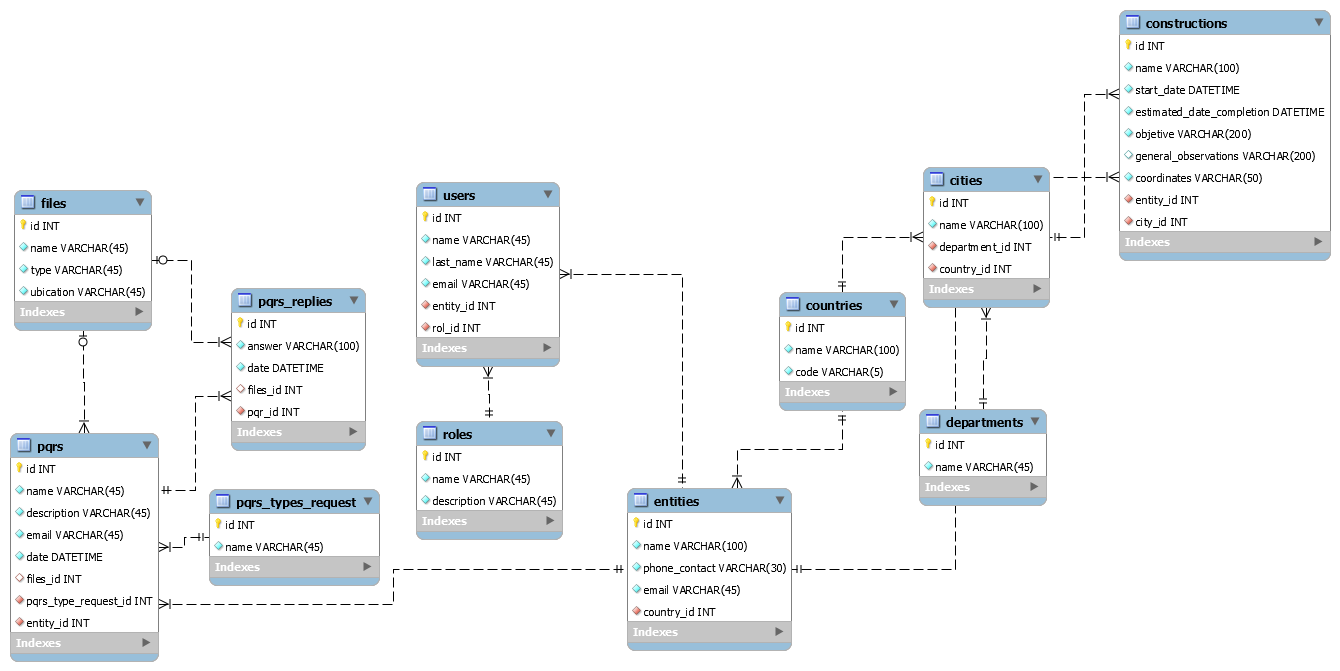 constructions
id INT
name VARCHAR(100)
start_date DATETIME
estimated_date_completion DATETIME
objetive VARCHAR(200)
general_observations VARCHAR(200)
coordinates VARCHAR(50)
entity_id INT
city_id INT
Indexes
cities
id INT
name VARCHAR(100)
department_id INT
country_id INT
Indexes
files
id INT
name VARCHAR(45)
type VARCHAR(45)
ubication VARCHAR(45)
Indexes
users
id INT
name VARCHAR(45)
last_name VARCHAR(45)
email VARCHAR(45)
entity_id INT
rol_id INT
Indexes
pqrs_replies
id INT
answer VARCHAR(100)
date DATETIME
files_id INT
pqr_id INT
Indexes
countries
id INT
name VARCHAR(100)
code VARCHAR(5)
Indexes
departments
id INT
name VARCHAR(45)
Indexes
pqrs
id INT
name VARCHAR(45)
description VARCHAR(45)
email VARCHAR(45)
date DATETIME
files_id INT
pqrs_type_request_id INT
entity_id INT
Indexes
roles
id INT
name VARCHAR(45)
description VARCHAR(45)
Indexes
pqrs_types_request
id INT
name VARCHAR(45)
Indexes
entities
id INT
name VARCHAR(100)
phone_contact VARCHAR(30)
email VARCHAR(45)
country_id INT
Indexes